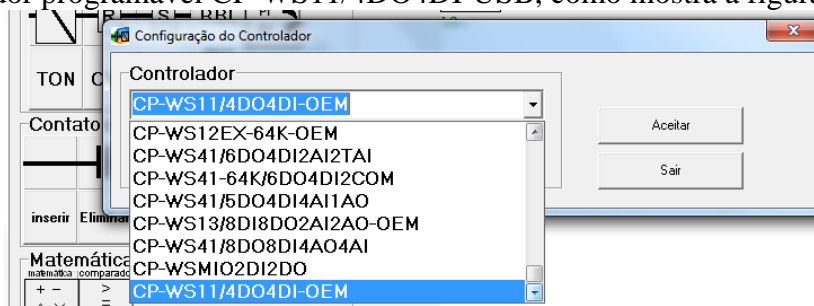 dor programável CP-WS11/4DO4DI-USB, como mostra a figura
R S RBL
Configuração do Controlador
x
TON
Controlador
CP-WS11/4DO4DI-OEM
Contato
CP-WS12EX-64K-OEM
Aceitar
CP-WS41/6DO4DI2AI2TAI
CP-WS41-64K/6DO4DI2COM
Sair
CP-WS41/5DO4DI4AI1AO
inserir Eliminar
CP-WS13/8DI8DO2AI2AO-OEM
CP-WS41/8DO8DI4AO4AI
Matemática
CP-WSMIO2DI2DO
matemática comparado
+ − >
CP-WS11/4DO4DI-OEM